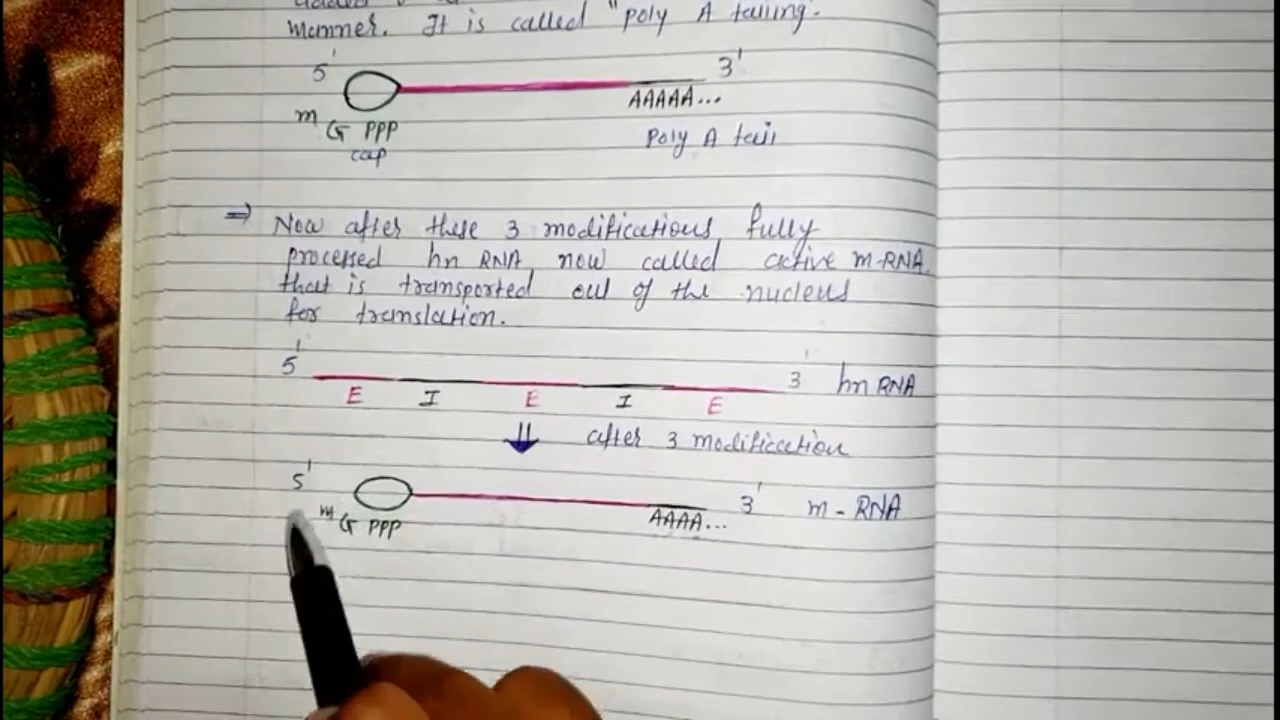 manner. It is called "poly A tailing".
5' 3'
AAAAA...
m G PPP
cap
Poly A tail
⇒ Now after these 3 modifications fully
processed hn RNA now called active m-RNA
that is transported out of the nucleus
for translation.
5' 3' hn RNA
E I E I E
⇓ after 3 modification
5' 3' m - RNA
m G PPP AAAA...